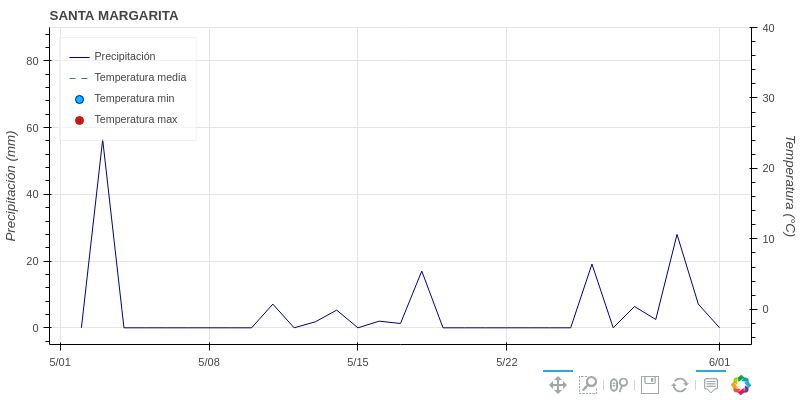 SANTA MARGARITA
Precipitación
Temperatura media
Temperatura min
Temperatura max
Precipitación (mm)
80
60
40
20
0
Temperatura (°C)
40
30
20
10
0
5/01
5/08
5/15
5/22
6/01